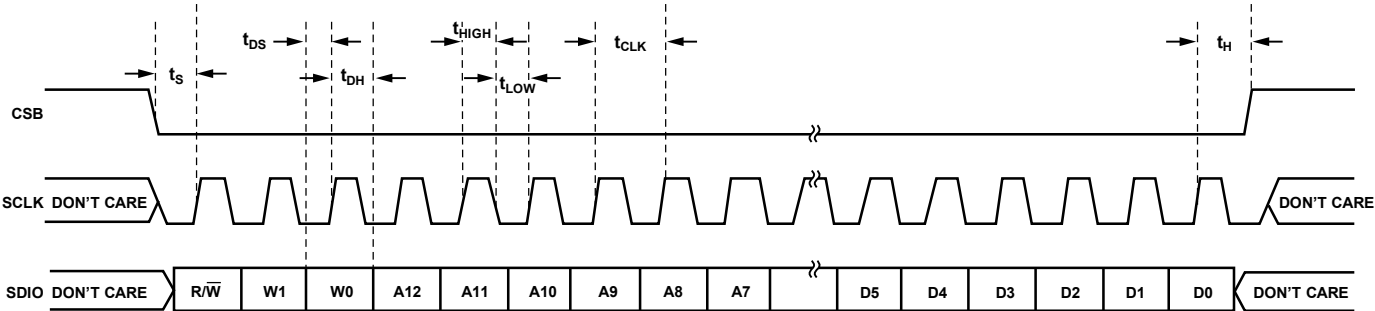 tDS
tHIGH
tCLK
tH
tS
tDH
tLOW
CSB
SCLK DON'T CARE
DON'T CARE
SDIO DON'T CARE R/W̅ W1 W0 A12 A11 A10 A9 A8 A7 D5 D4 D3 D2 D1 D0 DON'T CARE